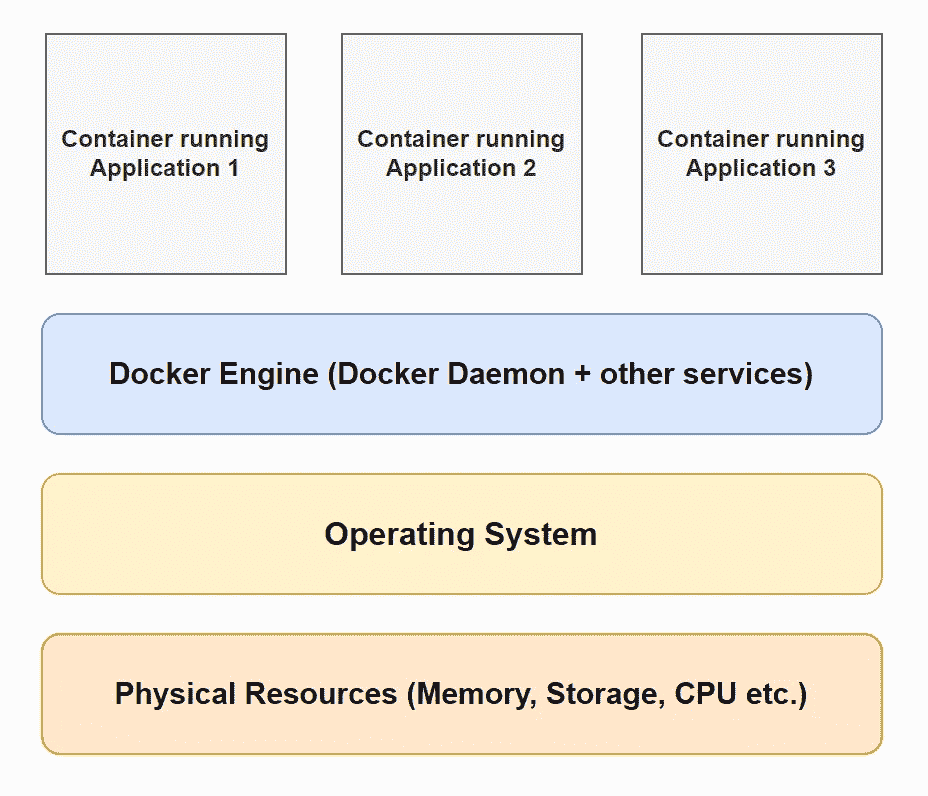 Container running
Application 1
Container running
Application 2
Container running
Application 3
Docker Engine (Docker Daemon + other services)
Operating System
Physical Resources (Memory, Storage, CPU etc.)